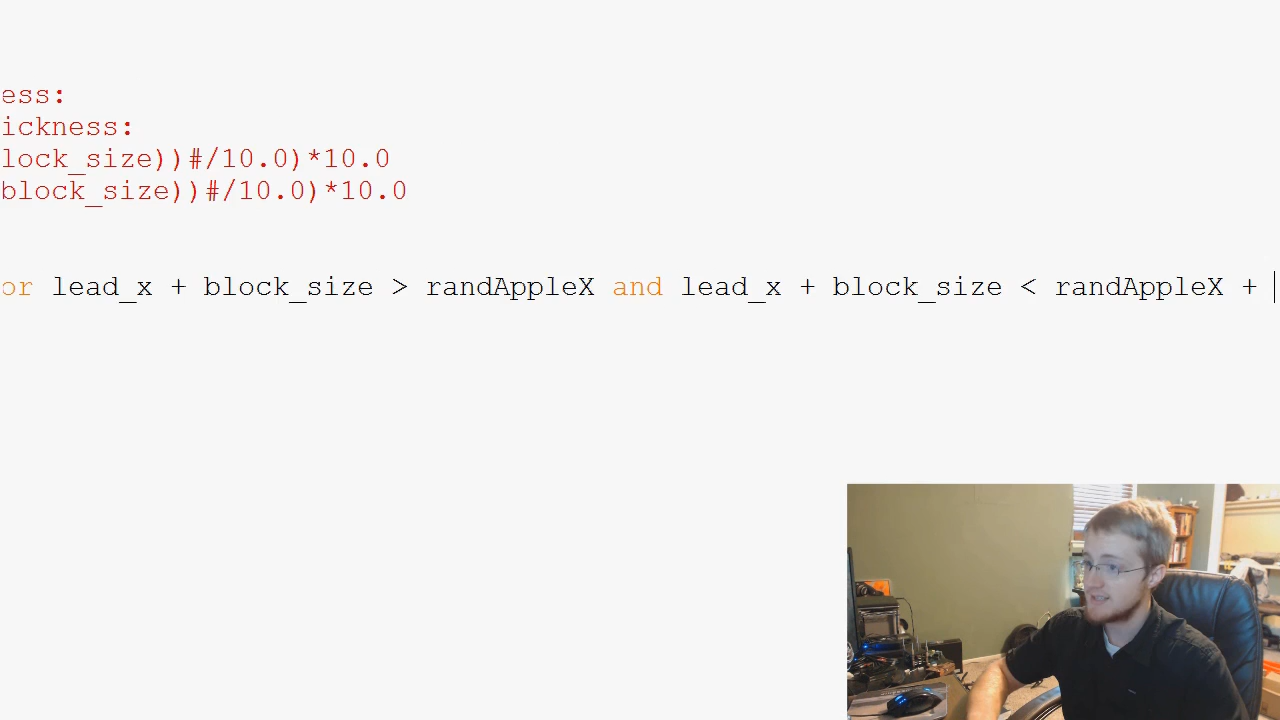 ess:
ickness:
lock_size))#/10.0)*10.0
block_size))#/10.0)*10.0
or lead_x + block_size > randAppleX and lead_x + block_size < randAppleX +